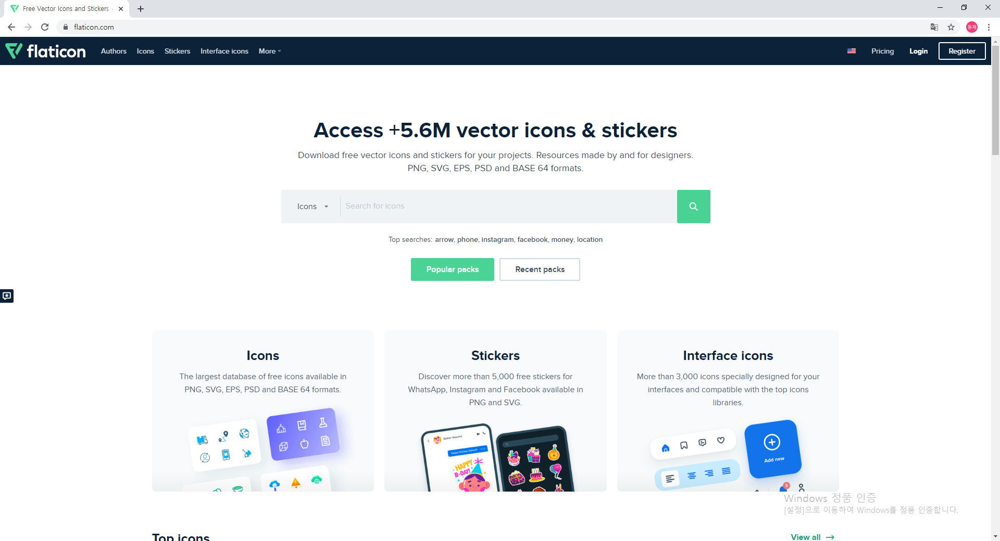 Free Vector Icons and Stickers -
flaticon.com
동재
flaticon
Authors
Icons
Stickers
Interface icons
More
Pricing
Login
Register
Access +5.6M vector icons & stickers
Download free vector icons and stickers for your projects. Resources made by and for designers.
PNG, SVG, EPS, PSD and BASE 64 formats.
Icons
Search for icons
Top searches: arrow, phone, instagram, facebook, money, location
Popular packs
Recent packs
Icons
The largest database of free icons available in
PNG, SVG, EPS, PSD and BASE 64 formats.
Stickers
Discover more than 5,000 free stickers for
WhatsApp, Instagram and Facebook available in
PNG and SVG.
Esther Howard
HAPPY
B-DAY!
Interface icons
More than 3,000 icons specially designed for your
interfaces and compatible with the top icons
libraries.
Add new
3
Windows 정품 인증
[설정]으로 이동하여 Windows를 정품 인증합니다.
Top icons
View all